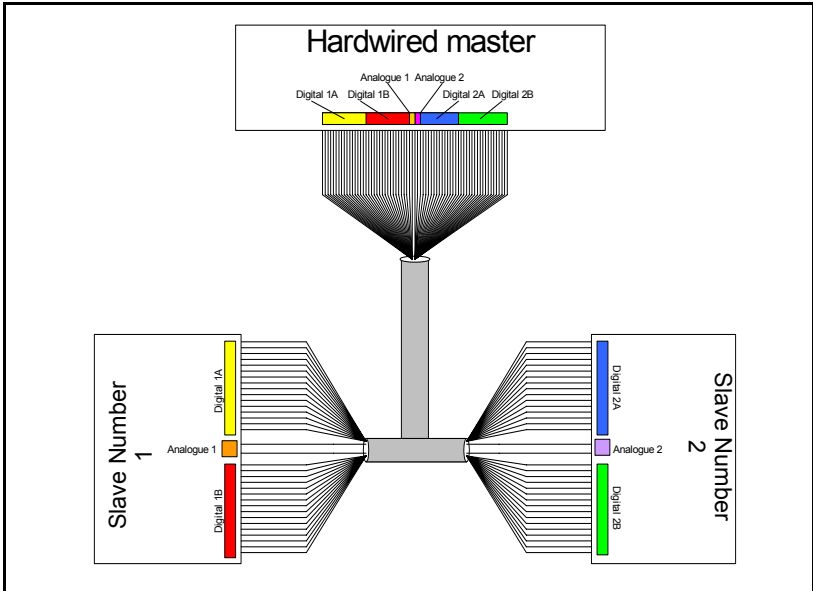 Hardwired master
Analogue 1 Analogue 2
Digital 1A Digital 1B Digital 2A Digital 2B
Slave Number
1
Digital 1A
Analogue 1
Digital 1B
Digital 2A
Analogue 2
Digital 2B
Slave Number
2